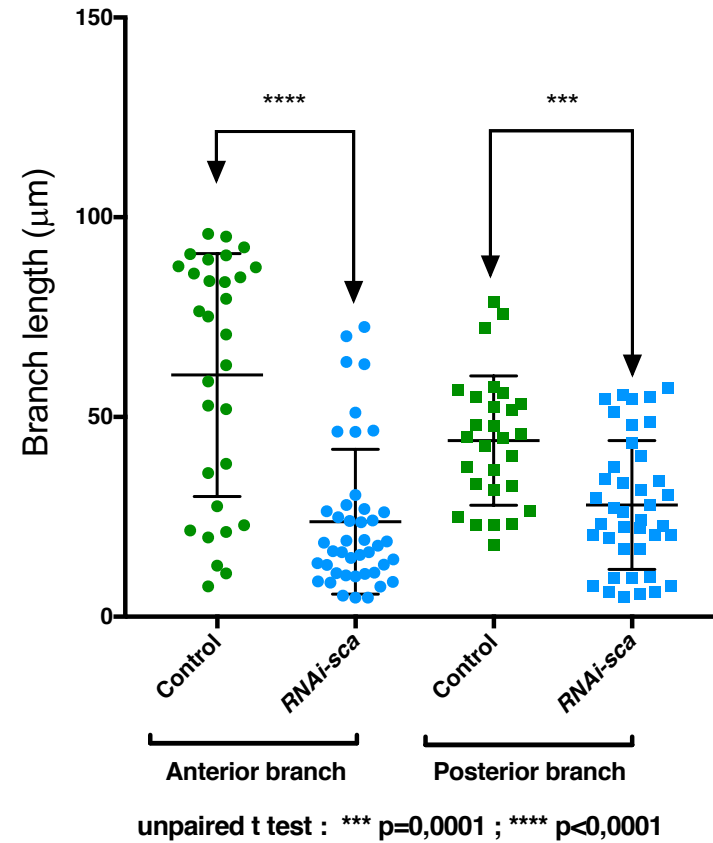 150
100
50
0
Branch length (μm)
****
***
Control
RNAi-sca
Control
RNAi-sca
Anterior branch
Posterior branch
unpaired t test : *** p=0,0001 ; **** p<0,0001